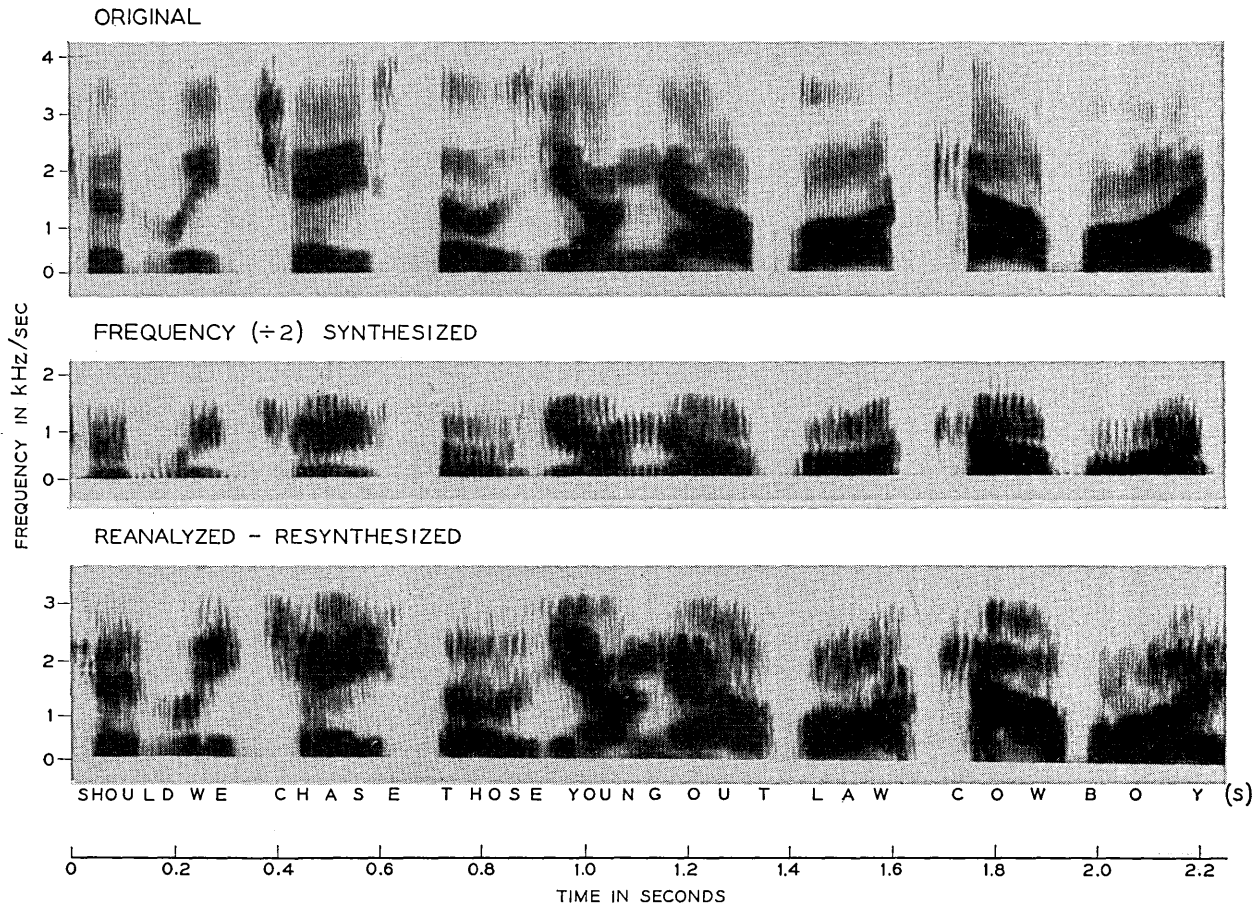 ORIGINAL
4
3
2
1
0
FREQUENCY (÷2) SYNTHESIZED
2
1
0
FREQUENCY IN kHz/SEC
REANALYZED - RESYNTHESIZED
3
2
1
0
SHOULD WE CHASE THOSE YOUNG OUT LAW COW BOY (S)
0 0.2 0.4 0.6 0.8 1.0 1.2 1.4 1.6 1.8 2.0 2.2
TIME IN SECONDS